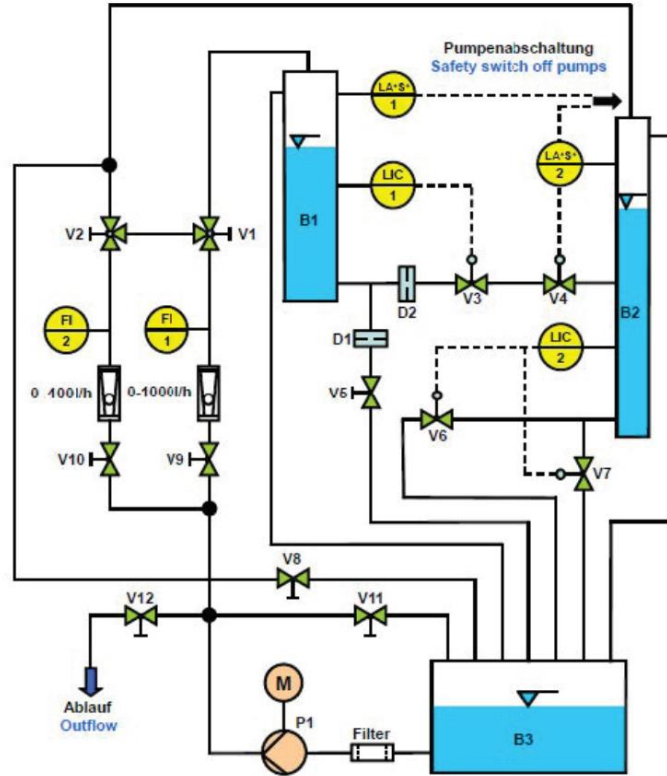 Pumpenabschaltung
Safety switch off pumps
LA+S+
1
LA+S+
2
LIC
1
B1
V2
V1
V3
V4
D2
B2
FI
2
FI
1
D1
LIC
2
0-400l/h
0-1000l/h
V5
V6
V10
V9
V7
V8
V12
V11
M
Ablauf
Outflow
P1
Filter
B3